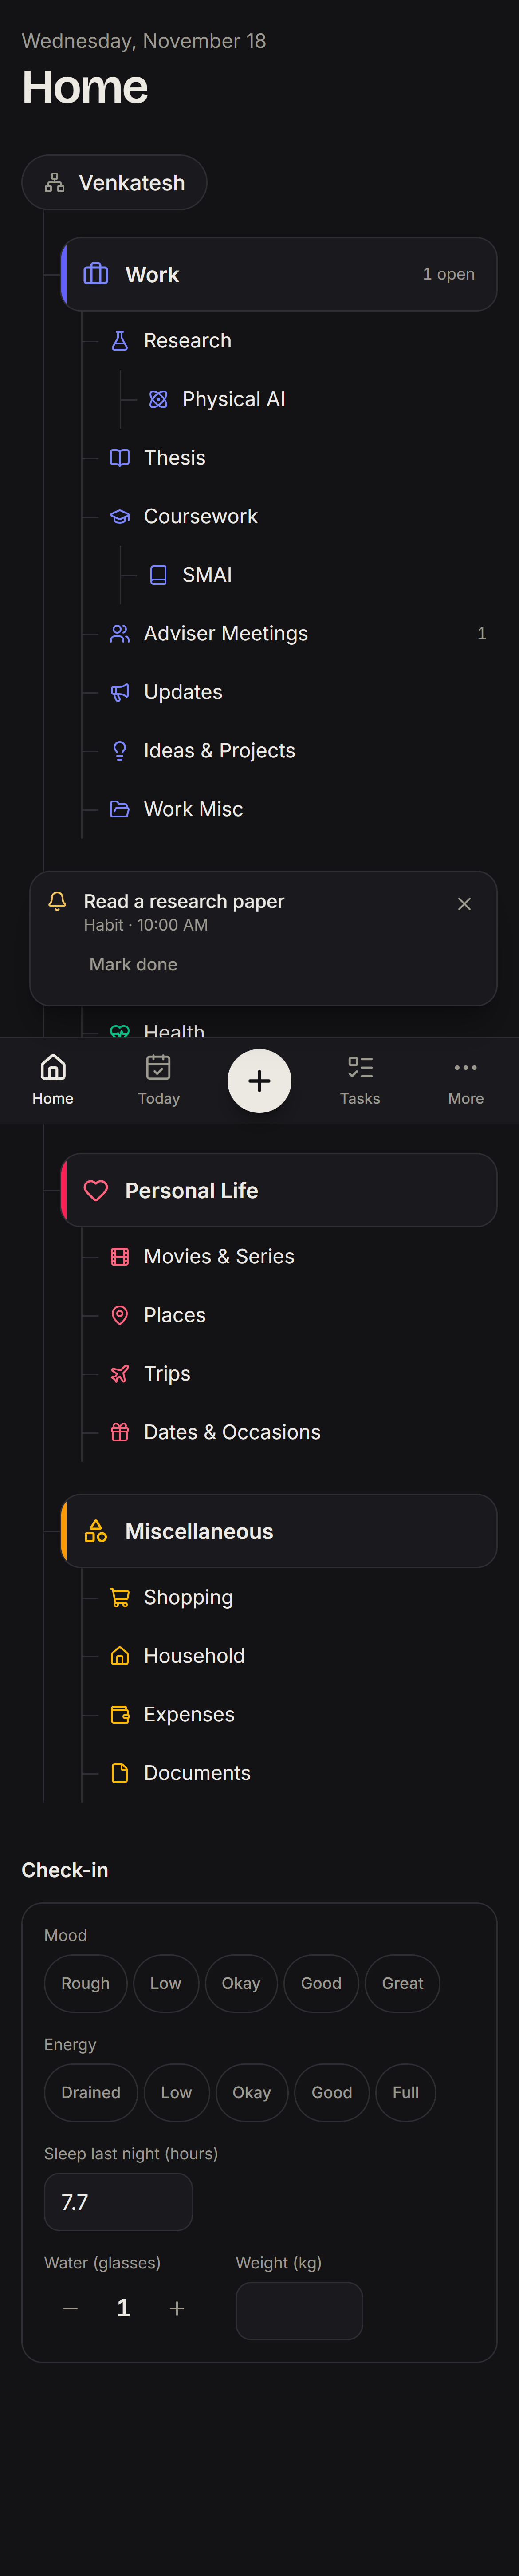 Wednesday, November 18
Home
Venkatesh
Work 1 open
Research
Physical AI
Thesis
Coursework
SMAI
Adviser Meetings 1
Updates
Ideas & Projects
Work Misc
Read a research paper
Habit · 10:00 AM
Mark done
Health
Home Today Tasks More
Personal Life
Movies & Series
Places
Trips
Dates & Occasions
Miscellaneous
Shopping
Household
Expenses
Documents
Check-in
Mood
Rough Low Okay Good Great
Energy
Drained Low Okay Good Full
Sleep last night (hours)
7.7
Water (glasses) Weight (kg)
1